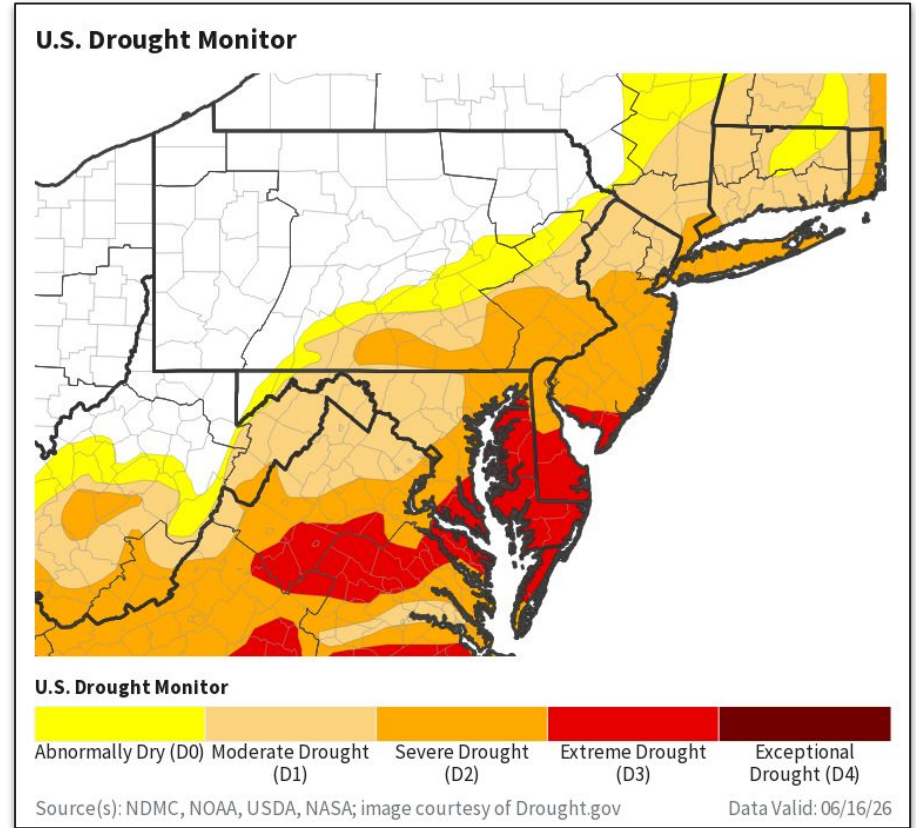 U.S. Drought Monitor
U.S. Drought Monitor
Abnormally Dry (D0) Moderate Drought Severe Drought Extreme Drought Exceptional
(D1) (D2) (D3) Drought (D4)
Source(s): NDMC, NOAA, USDA, NASA; image courtesy of Drought.gov Data Valid: 06/16/26